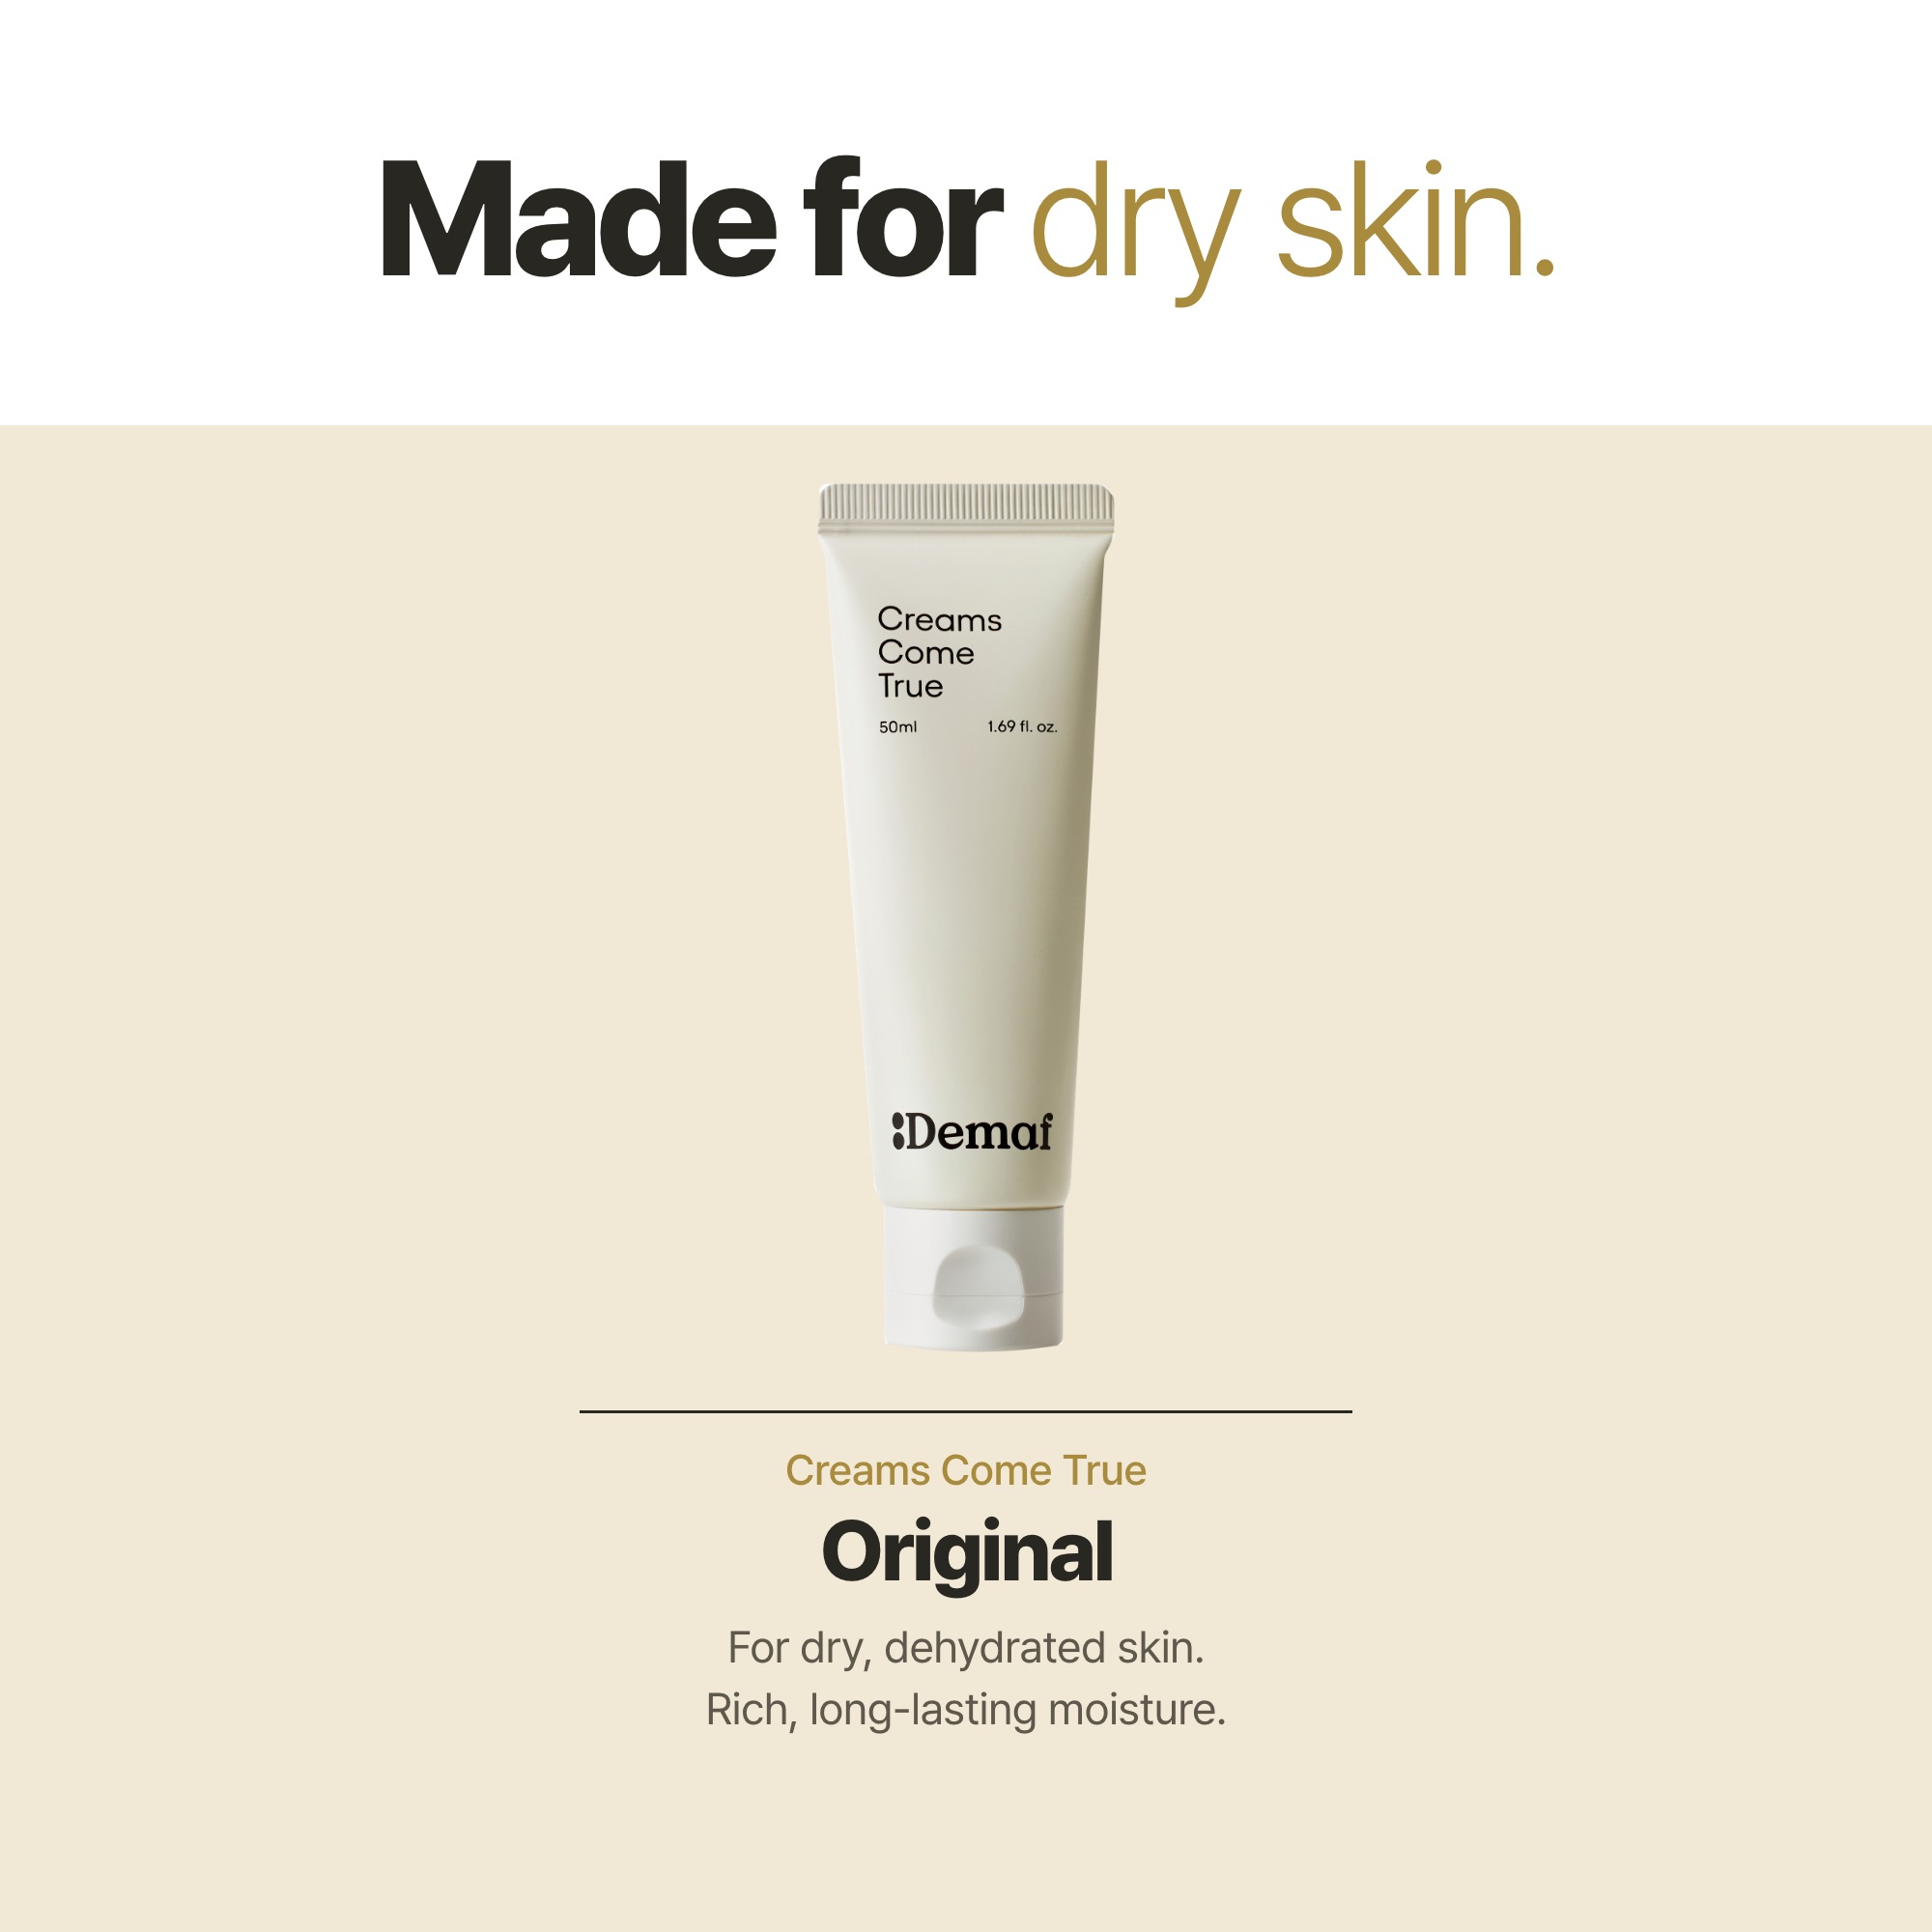 Made for dry skin.
Creams
Come
True
50ml 1.69 fl. oz.
:Demaf
Creams Come True
Original
For dry, dehydrated skin.
Rich, long-lasting moisture.